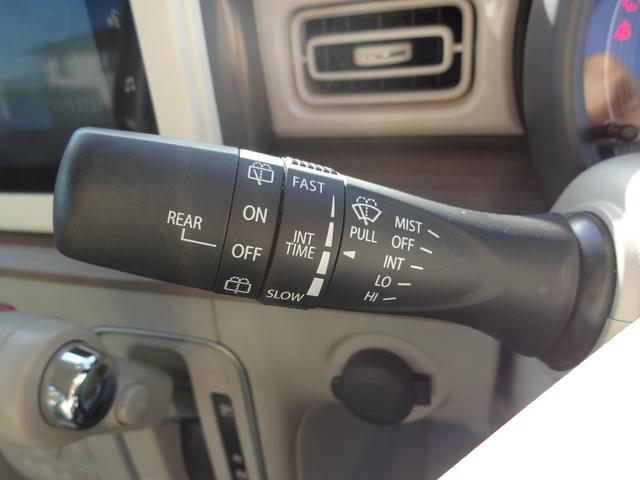 REAR
ON
OFF
FAST
INT
TIME
SLOW
PULL
MIST
OFF
INT
LO
HI
P